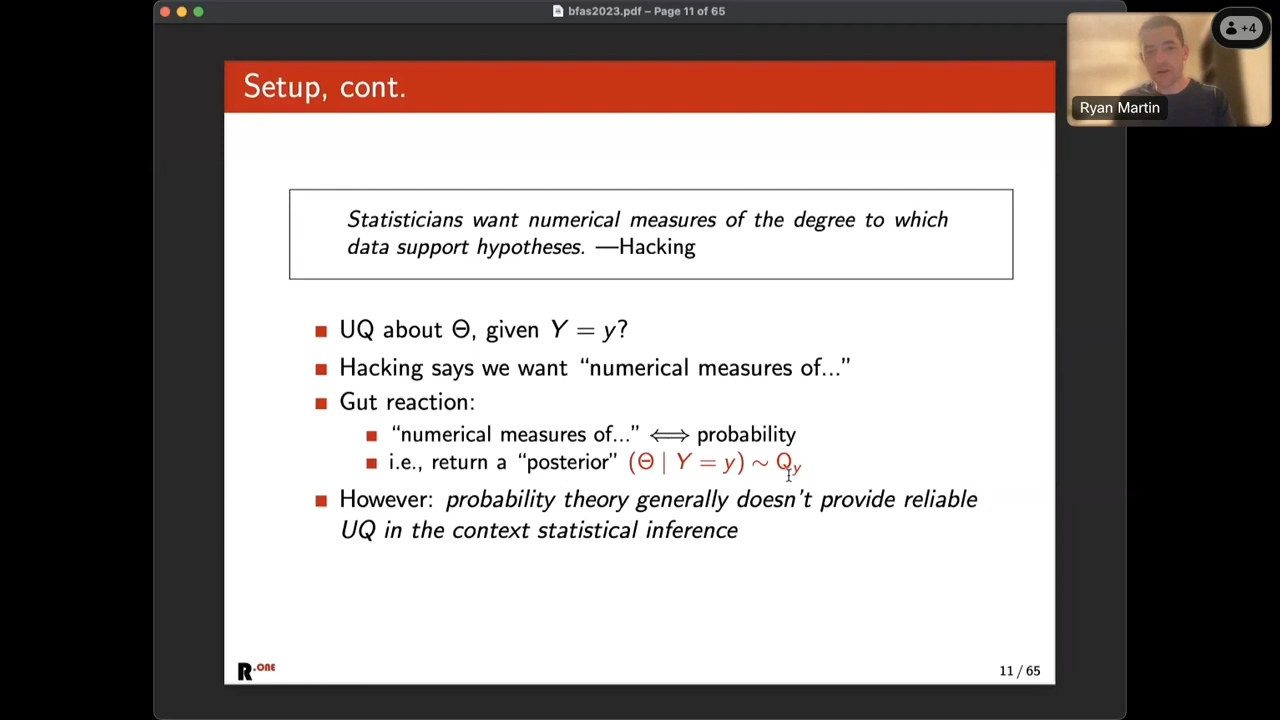 bfas2023.pdf – Page 11 of 65
+4
Ryan Martin
Setup, cont.
Statisticians want numerical measures of the degree to which
data support hypotheses. —Hacking
UQ about Θ, given Y = y?
Hacking says we want “numerical measures of...”
Gut reaction:
“numerical measures of...” ⟺ probability
i.e., return a “posterior” (Θ | Y = y) ∼ Qy
However: probability theory generally doesn't provide reliable
UQ in the context statistical inference
R.ONE
11 / 65